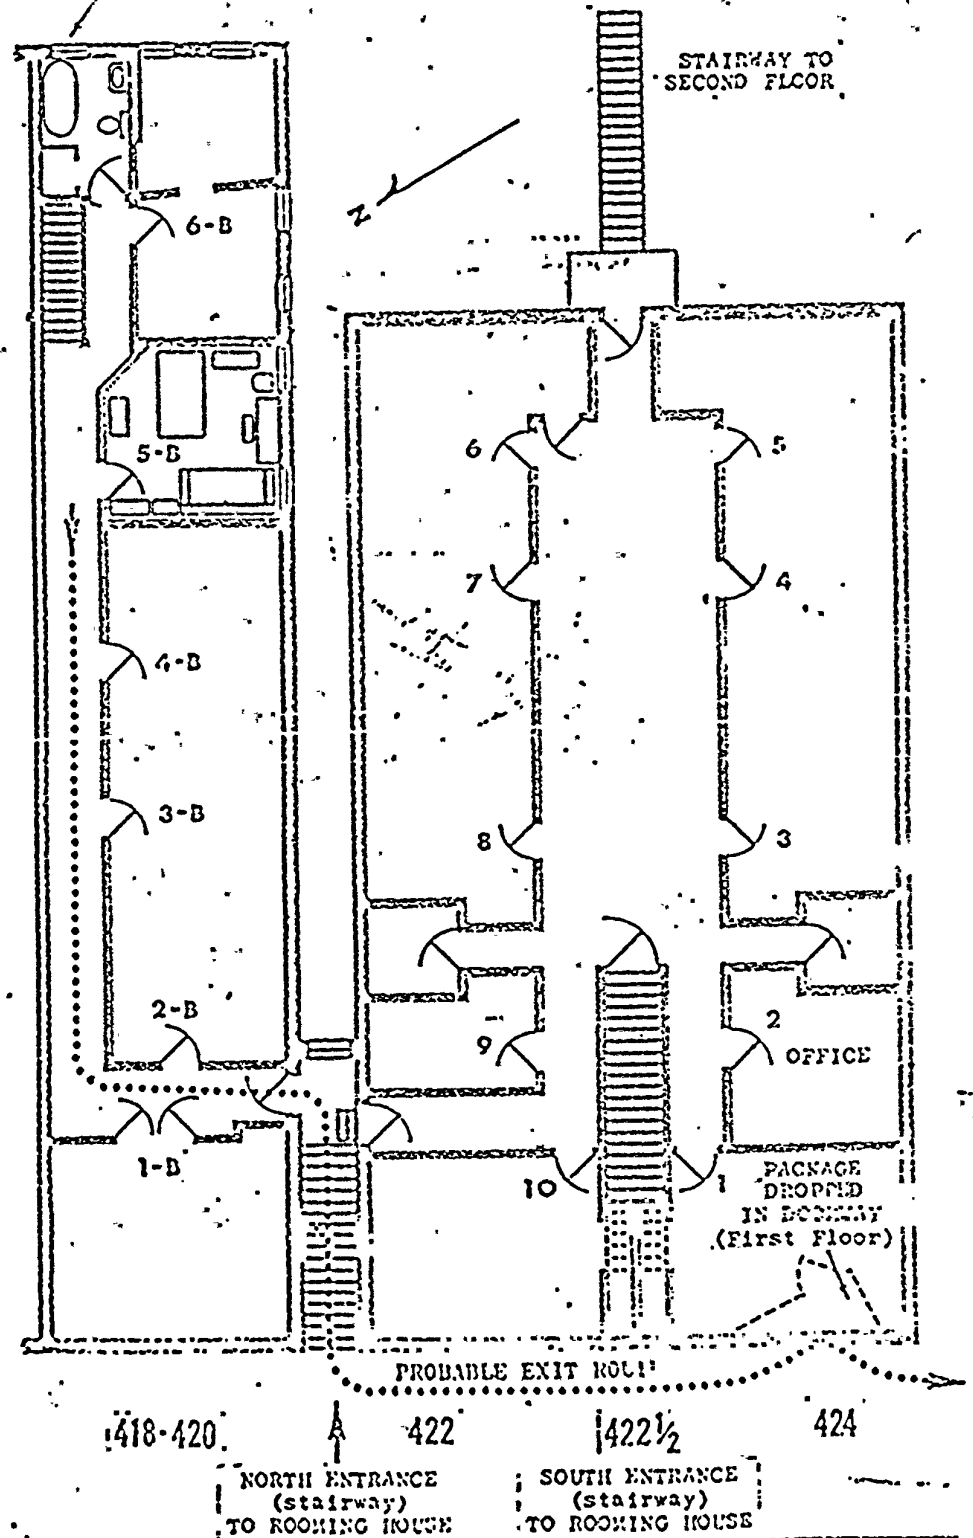 STAIRWAY TO
SECOND FLOOR
N
6-B
5-B
6
5
7
4
4-B
3-B
8
3
2-B
9
2
OFFICE
1-B
10
1
PACKAGE
DROPPED
IN DOORWAY
(First Floor)
PROBABLE EXIT
418-420
422
422½
424
NORTH ENTRANCE
(stairway)
TO ROOMING HOUSE
SOUTH ENTRANCE
(stairway)
TO ROOMING HOUSE